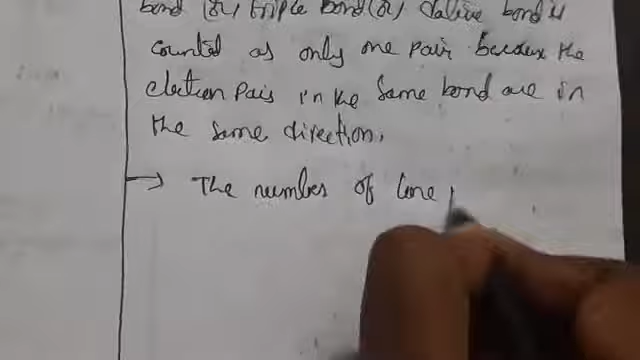 bond (or) triple bond (or) dative bond is
counted as only one pair because the
electron pairs in the same bond are in
the same direction.
→ The number of lone